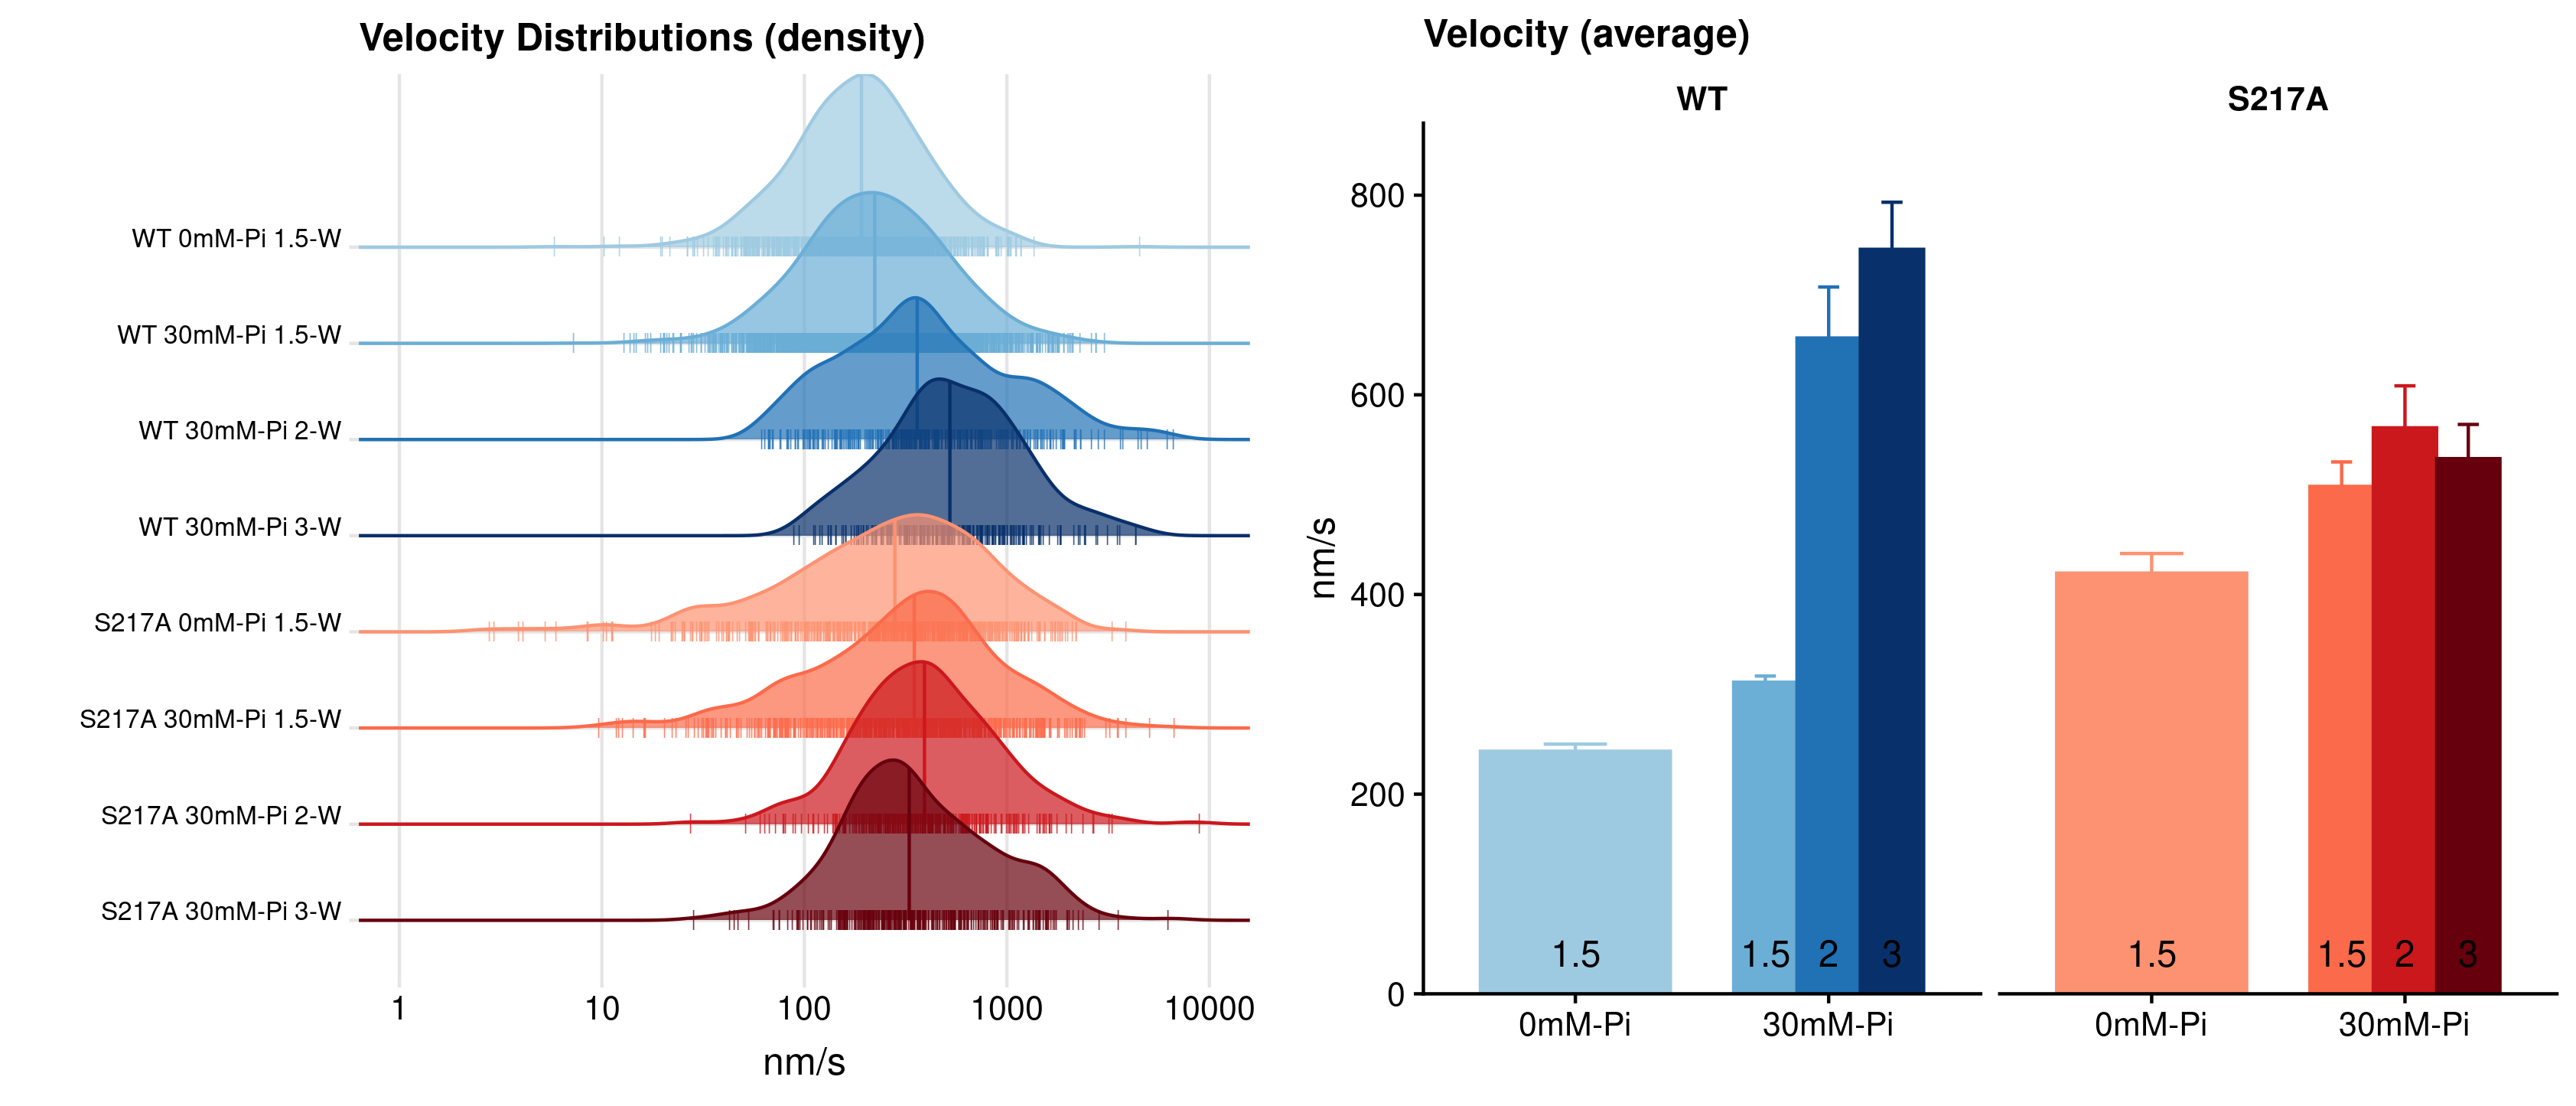 Velocity Distributions (density)
WT 0mM-Pi 1.5-W
WT 30mM-Pi 1.5-W
WT 30mM-Pi 2-W
WT 30mM-Pi 3-W
S217A 0mM-Pi 1.5-W
S217A 30mM-Pi 1.5-W
S217A 30mM-Pi 2-W
S217A 30mM-Pi 3-W
1 10 100 1000 10000
nm/s
Velocity (average)
WT S217A
nm/s
800
600
400
200
0
1.5 1.5 2 3 1.5 1.5 2 3
0mM-Pi 30mM-Pi 0mM-Pi 30mM-Pi